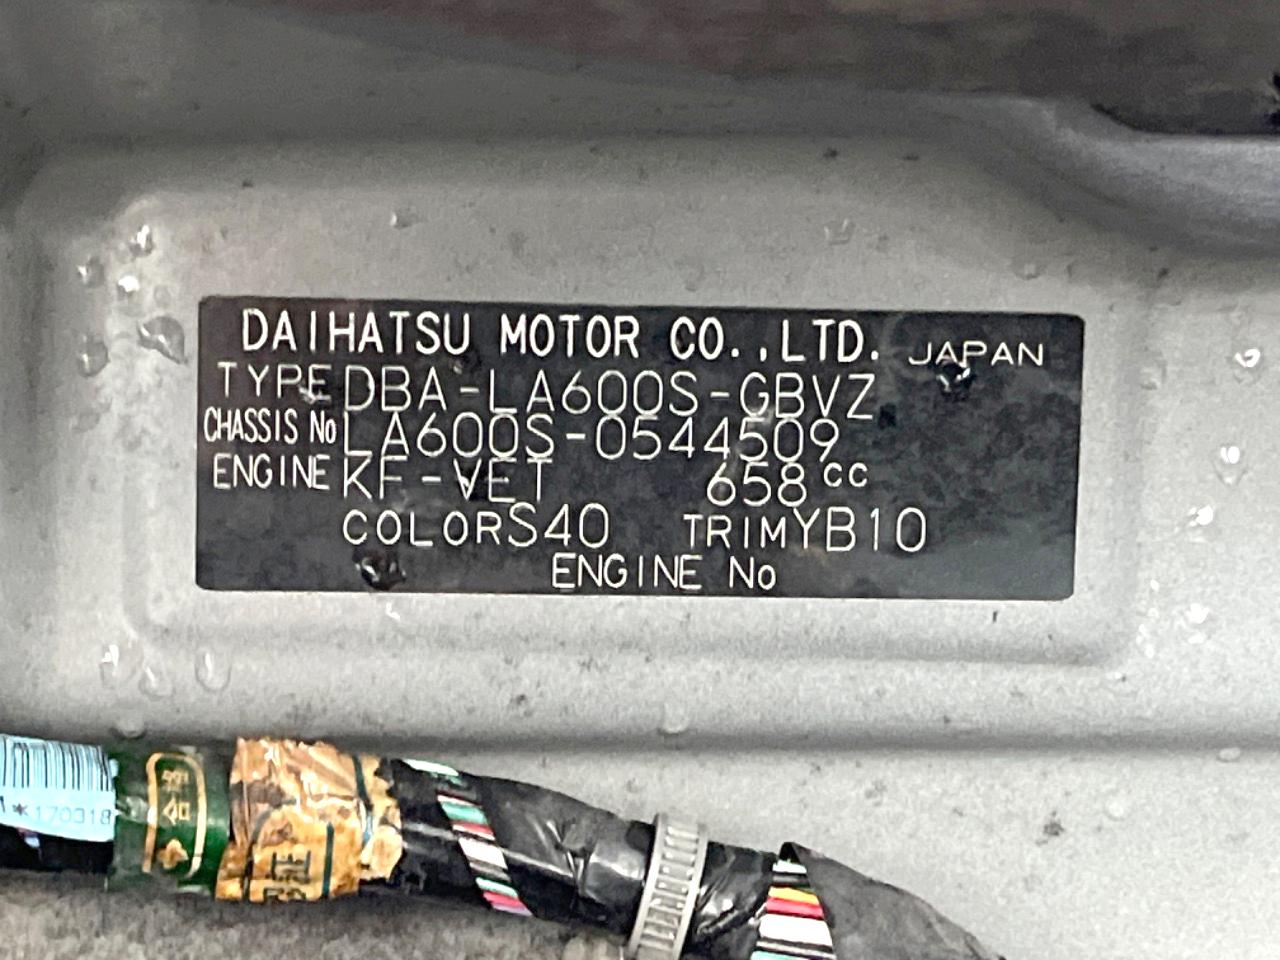 DAIHATSU MOTOR CO.,LTD. JAPAN
TYPE DBA-LA600S-GBVZ
CHASSIS No LA600S-0544509
ENGINE KF-VET 658cc
COLOR S40 TRIM YB10
ENGINE No
*170318